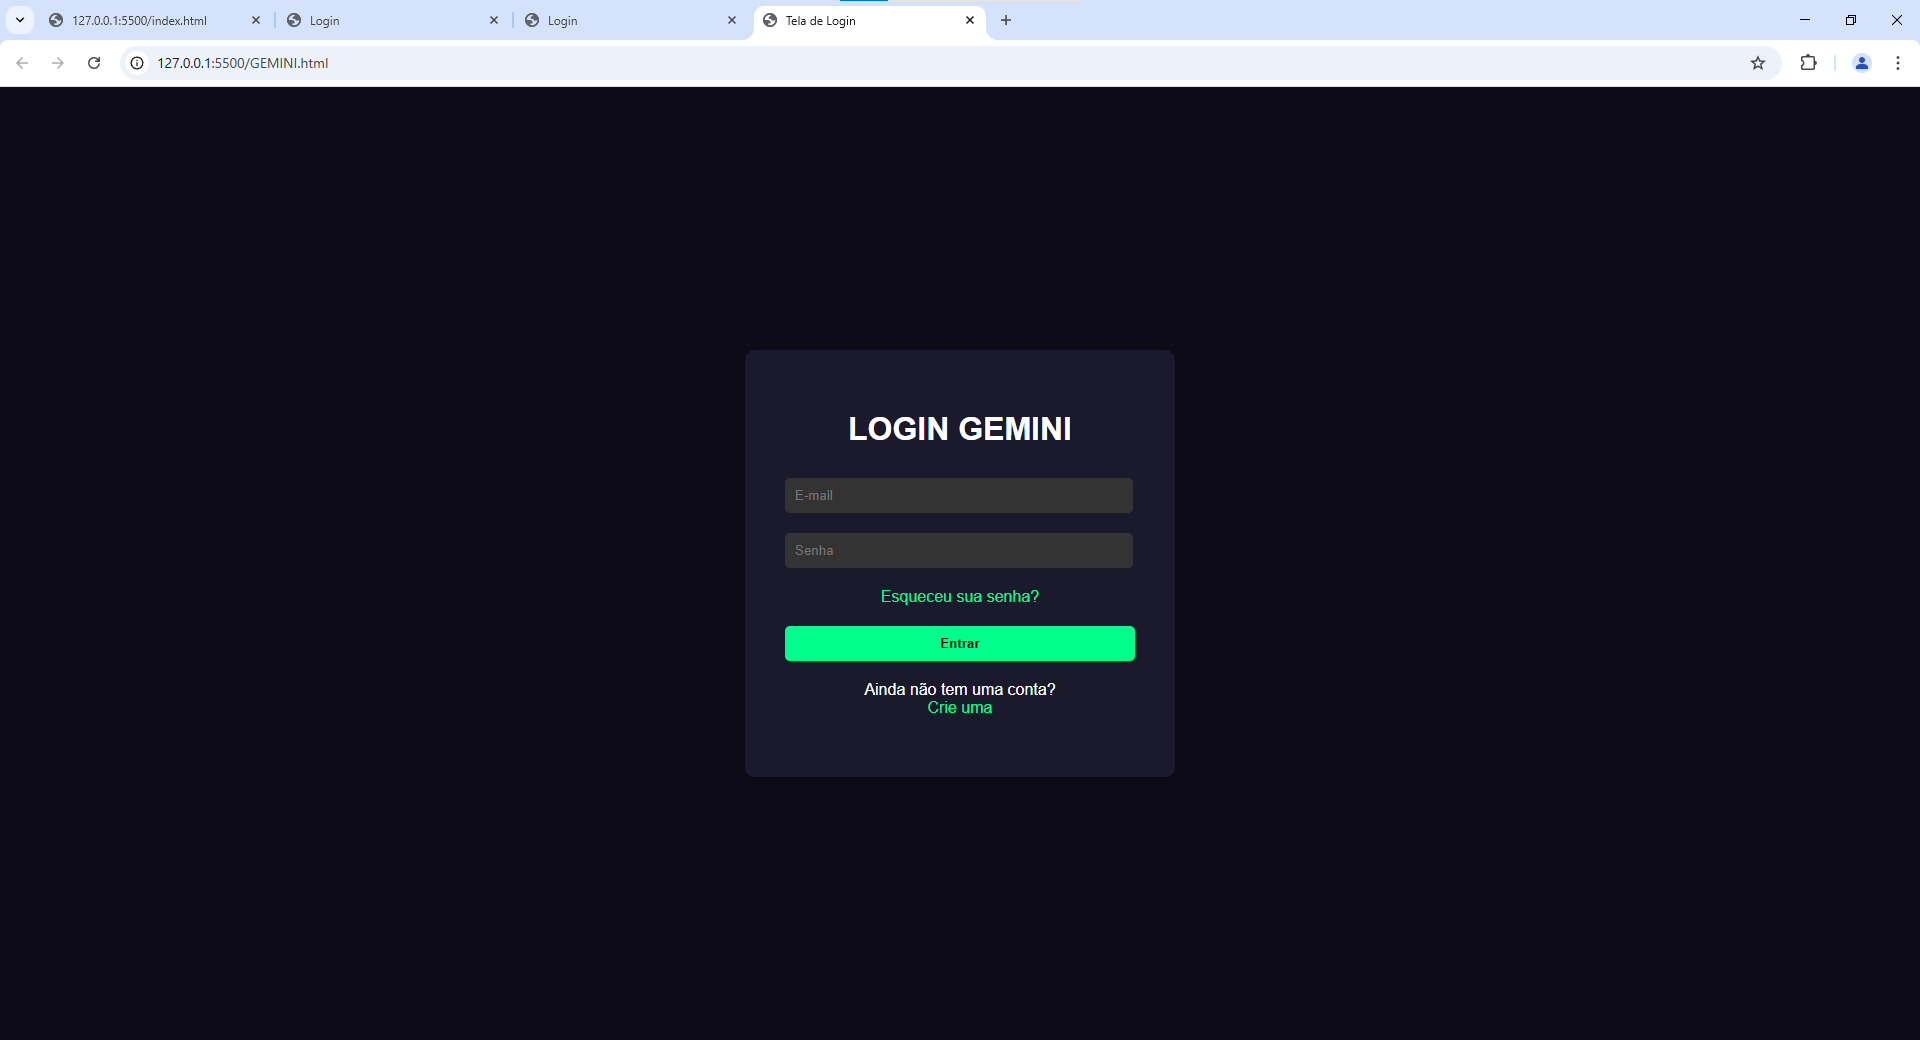 127.0.0.1:5500/index.html
Login
Login
Tela de Login
127.0.0.1:5500/GEMINI.html
LOGIN GEMINI
E-mail
Senha
Esqueceu sua senha?
Entrar
Ainda não tem uma conta?
Crie uma